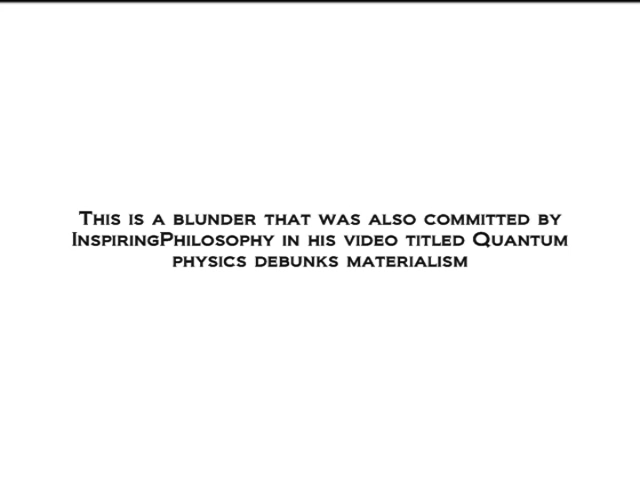 This is a blunder that was also committed by
InspiringPhilosophy in his video titled Quantum
physics debunks materialism